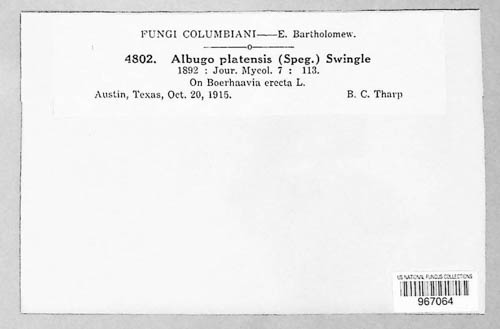 FUNGI COLUMBIANI—E. Bartholomew.
4802. Albugo platensis (Speg.) Swingle
1892 : Jour. Mycol. 7 : 113.
On Boerhaavia erecta L.
Austin, Texas, Oct. 20, 1915. B. C. Tharp
US NATIONAL FUNGUS COLLECTIONS
967064